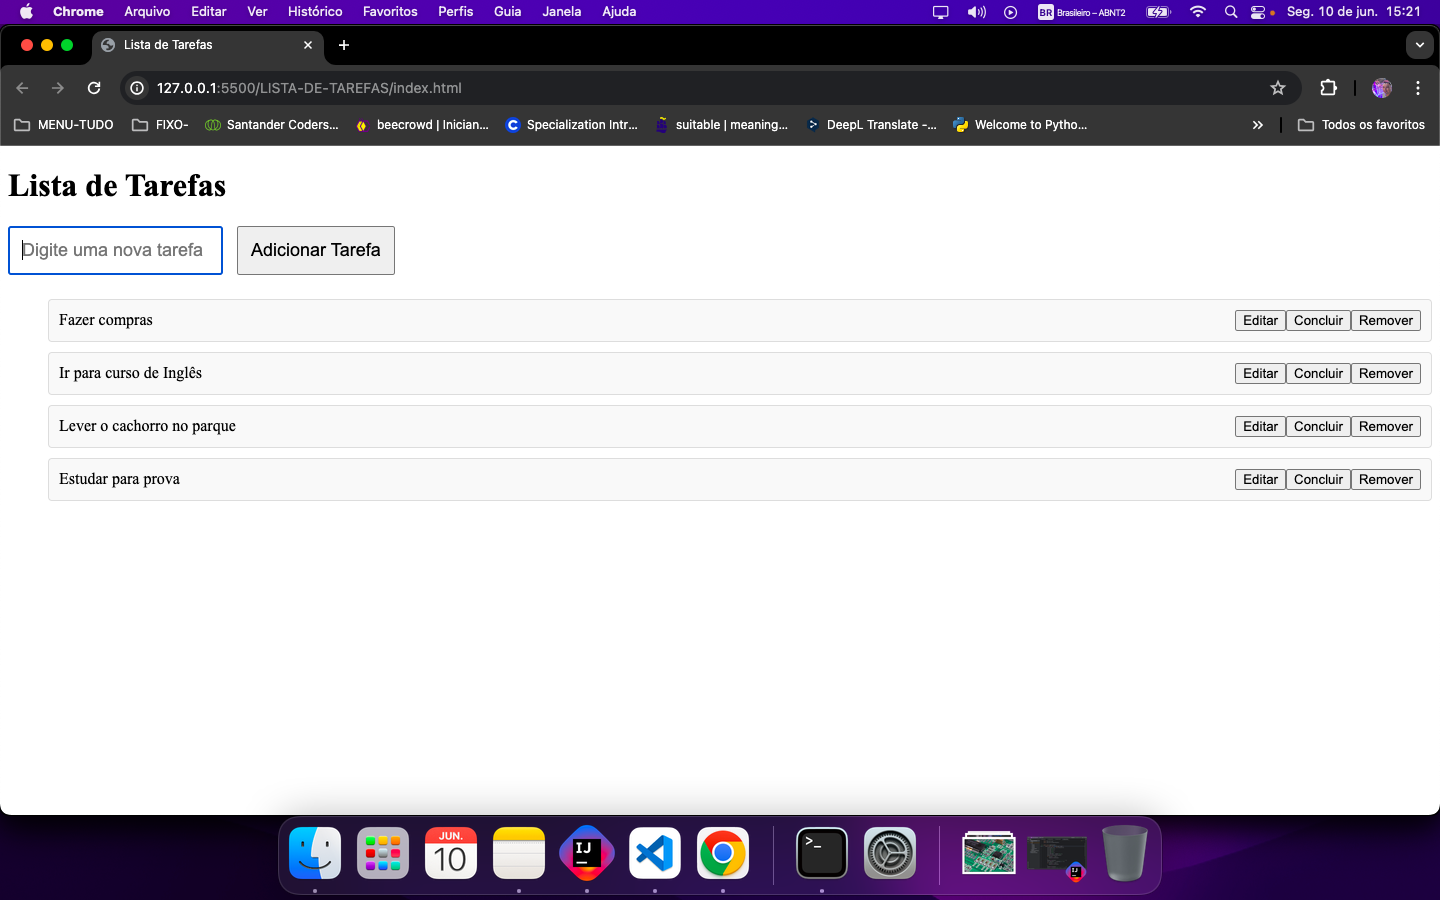 Chrome Arquivo Editar Ver Histórico Favoritos Perfis Guia Janela Ajuda BR Brasileiro – ABNT2 Seg. 10 de jun. 15:21
Lista de Tarefas
127.0.0.1:5500/LISTA-DE-TAREFAS/index.html
MENU-TUDO FIXO- Santander Coders... beecrowd | Inician... Specialization Intr... suitable | meaning... DeepL Translate -... Welcome to Pytho... » Todos os favoritos
Lista de Tarefas
Digite uma nova tarefa Adicionar Tarefa
Fazer compras Editar Concluir Remover
Ir para curso de Inglês Editar Concluir Remover
Lever o cachorro no parque Editar Concluir Remover
Estudar para prova Editar Concluir Remover
JUN.
10
IJ
>_